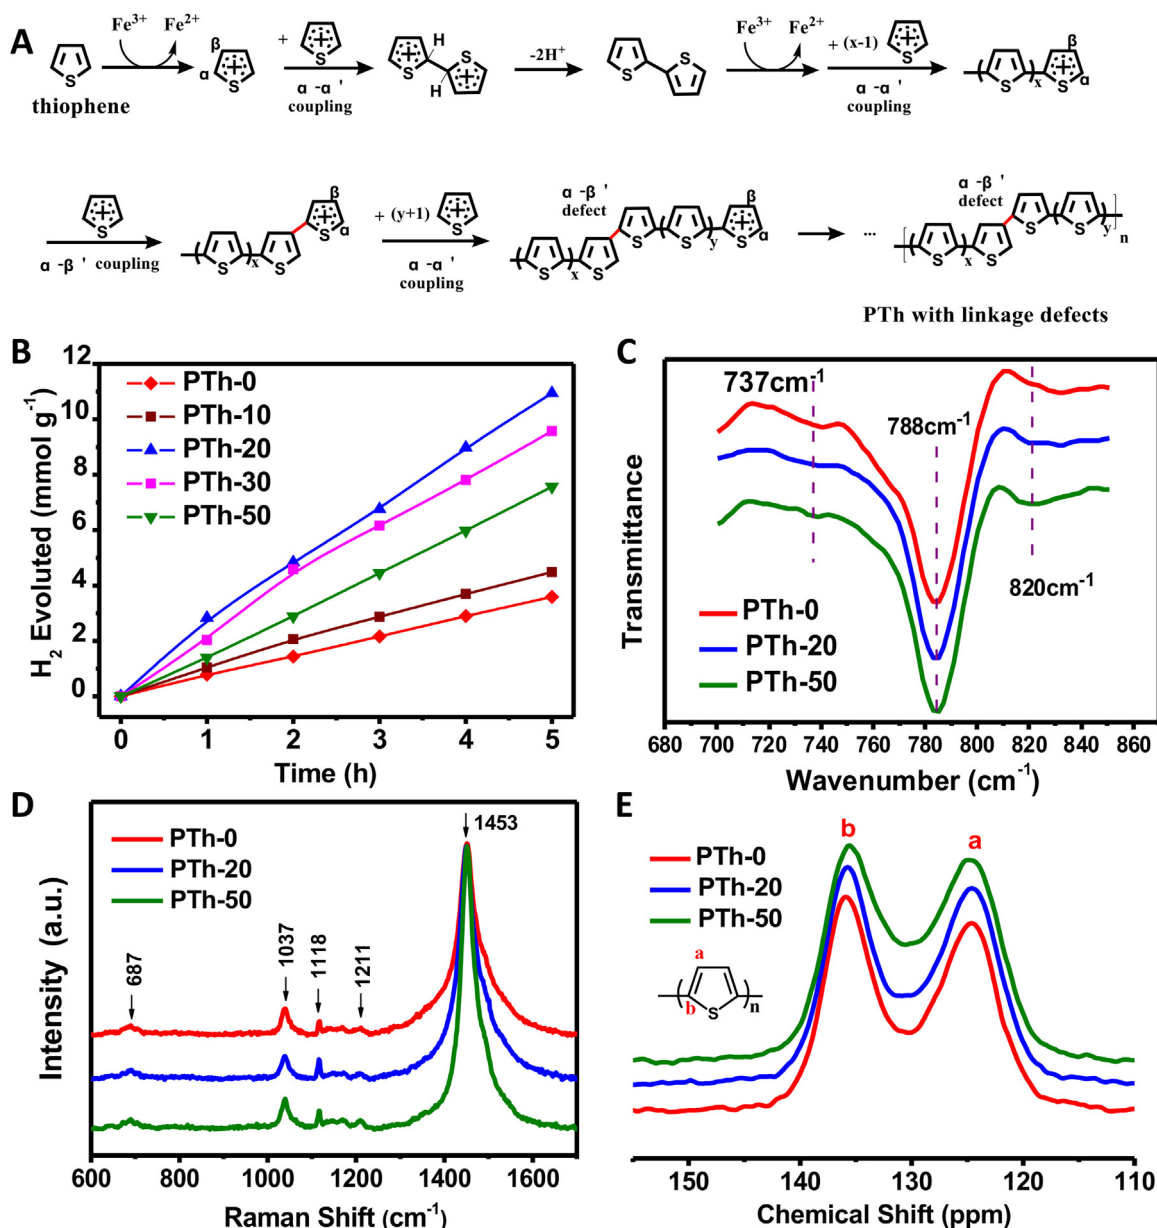 A
Fe3+ Fe2+
β
α
S
S
thiophene
+
S
α -α '
coupling
H
S
H
S
-2H+
S
S
Fe3+ Fe2+
+ (x-1)
S
α -α '
coupling
β
S
x
S
α
S
α -β ' coupling
S
x
S
S
β
α
+ (y+1)
S
α -α '
coupling
α -β '
defect
S
x
S
S
S
y
S
β
α
...
α -β '
defect
S
x
S
S
S
y
n
PTh with linkage defects
B
H2 Evoluted (mmol g-1)
12
10
8
6
4
2
0
PTh-0
PTh-10
PTh-20
PTh-30
PTh-50
0 1 2 3 4 5
Time (h)
C
Transmittance
737cm-1
788cm-1
820cm-1
PTh-0
PTh-20
PTh-50
680 700 720 740 760 780 800 820 840 860
Wavenumber (cm-1)
D
Intensity (a.u.)
PTh-0
PTh-20
PTh-50
687
1037
1118
1211
1453
600 800 1000 1200 1400 1600
Raman Shift (cm-1)
E
b
a
PTh-0
PTh-20
PTh-50
a
b
S
n
150 140 130 120 110
Chemical Shift (ppm)